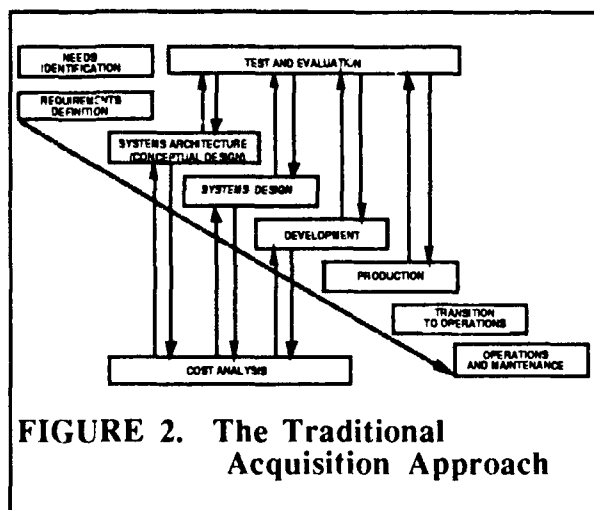 NEEDS
IDENTIFICATION
TEST AND EVALUATION
REQUIREMENTS
DEFINITION
SYSTEMS ARCHITECTURE
(CONCEPTUAL DESIGN)
SYSTEMS DESIGN
DEVELOPMENT
PRODUCTION
TRANSITION
TO OPERATIONS
OPERATIONS
AND MAINTENANCE
COST ANALYSIS
FIGURE 2. The Traditional
Acquisition Approach